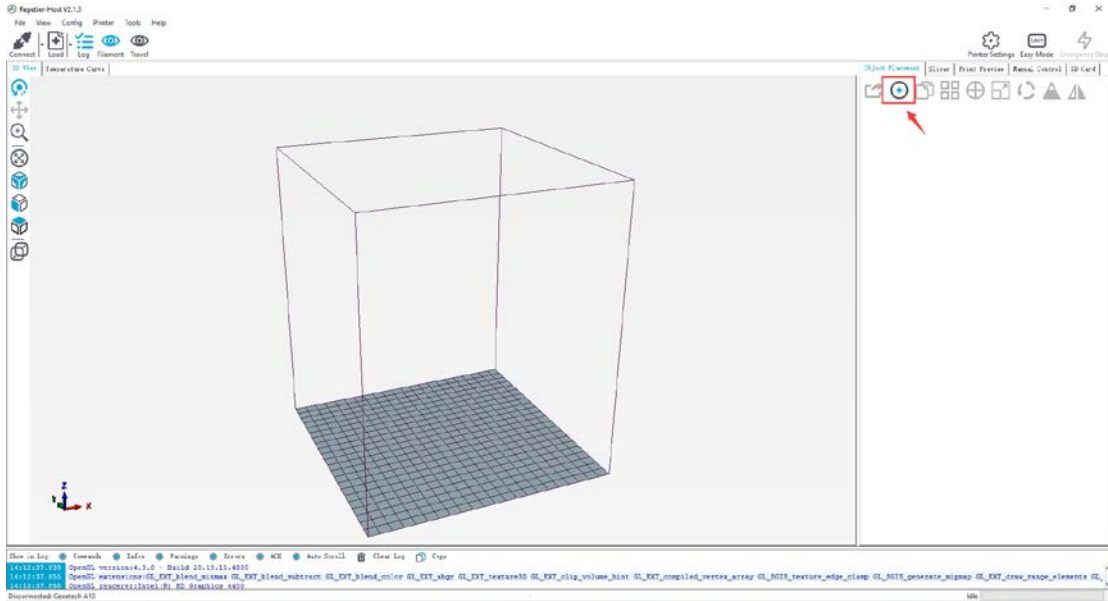 Repetier-Host V2.1.3
File View Config Printer Tools Help
Connect Load Log Filament Travel
Printer Settings Easy Mode Emergency Stop
EASY
3D View Temperature Curve
Object Placement Slicer Print Preview Manual Control SD Card
Z
Y
X
Show in Log: Commands Infos Warnings Errors ACK Auto Scroll Clear Log Copy
OpenGL version:4.3.0 - Build 20.19.15.4835
OpenGL extensions:GL_EXT_blend_minmax GL_EXT_blend_subtract GL_EXT_blend_color GL_EXT_abgr GL_EXT_texture3D GL_EXT_clip_volume_hint GL_EXT_compiled_vertex_array GL_SGIS_texture_edge_clamp GL_SGIS_generate_mipmap GL_EXT_draw_range_elements GL_
OpenGL renderer:Intel(R) HD Graphics 4400
Disconnected: Geeetech A10 Idle